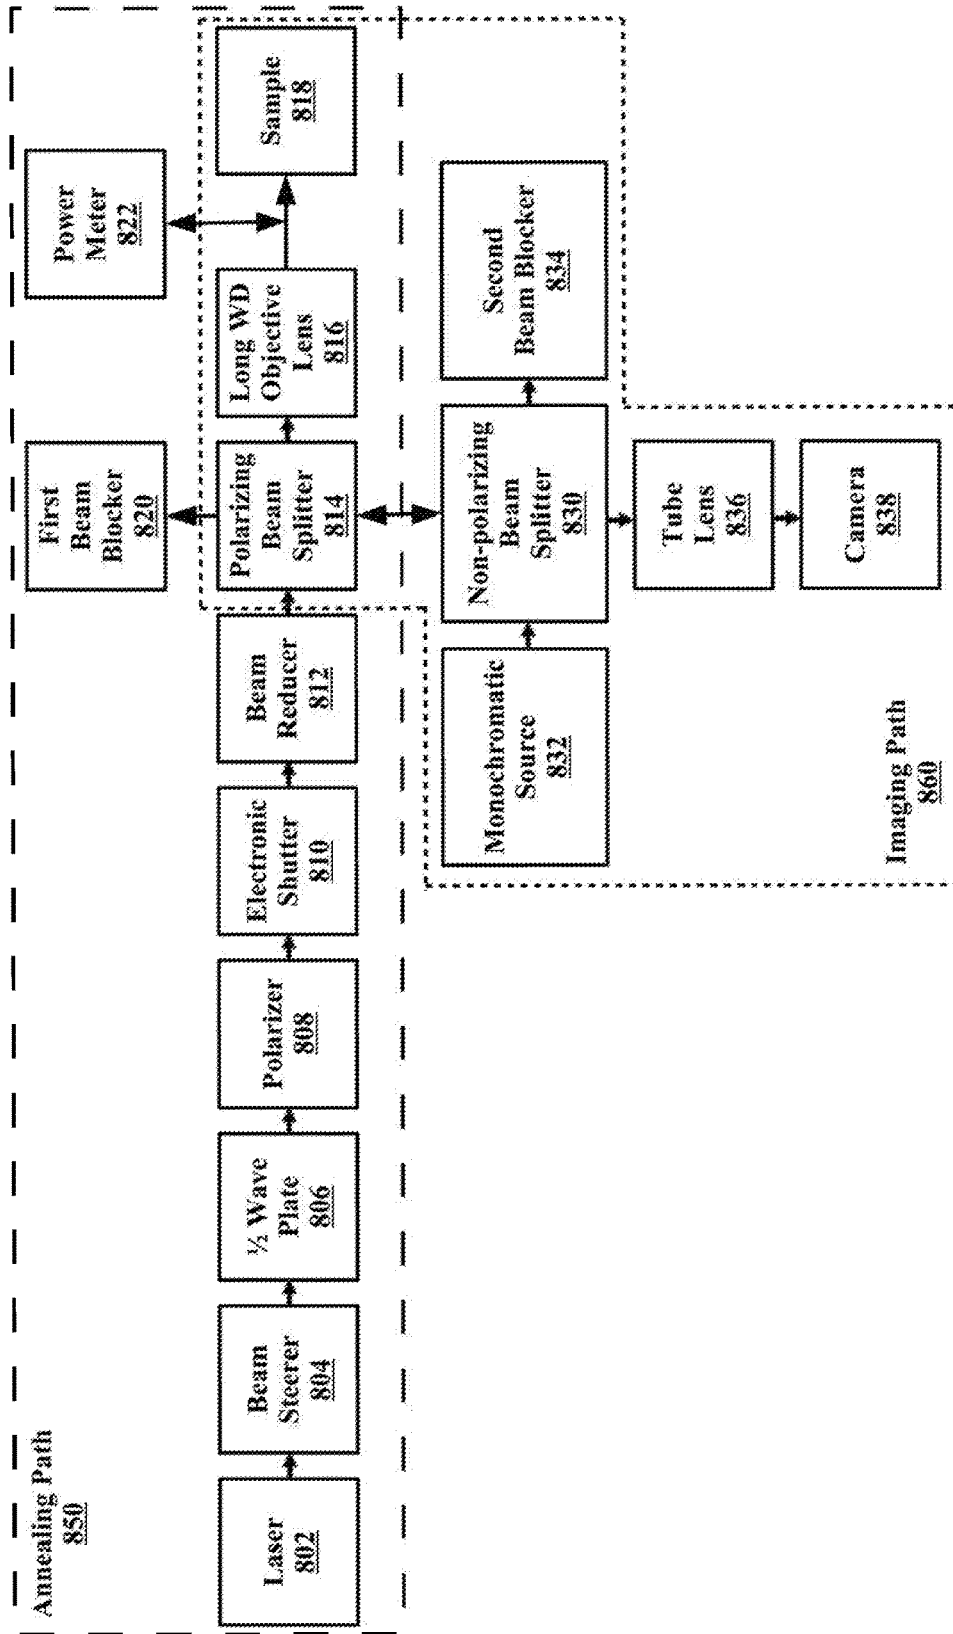 Annealing Path
850
Laser
802
Beam
Steerer
804
½ Wave
Plate
806
Polarizer
808
Electronic
Shutter
810
Beam
Reducer
812
Polarizing
Beam
Splitter
814
Long WD
Objective
Lens
816
Sample
818
First
Beam
Blocker
820
Power
Meter
822
Monochromatic
Source
832
Non-polarizing
Beam
Splitter
830
Second
Beam Blocker
834
Tube
Lens
836
Camera
838
Imaging Path
860